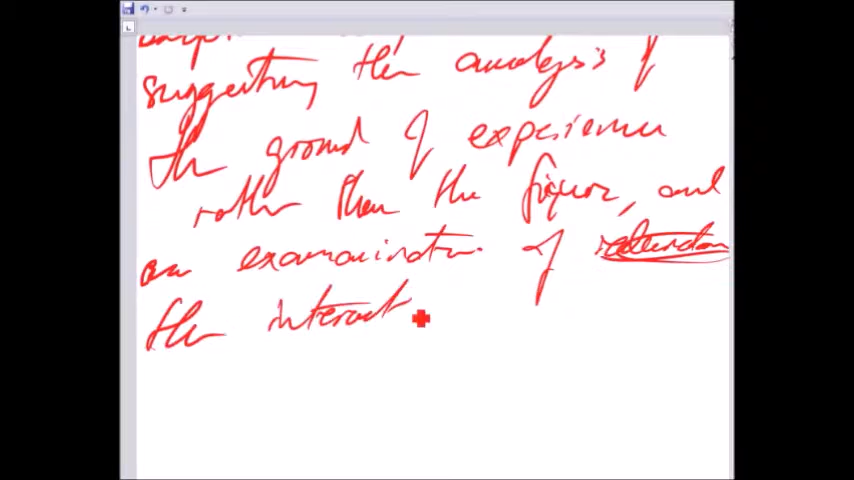 suggesting the analysis of
the ground of experience
rather than the figure, and
an examination of
the interact